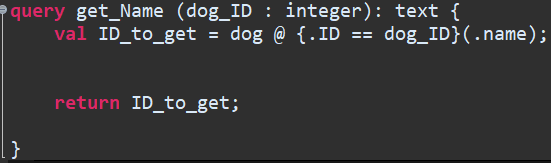 query get_Name (dog_ID : integer): text {
    val ID_to_get = dog @ {.ID == dog_ID}(.name);
    return ID_to_get;
}